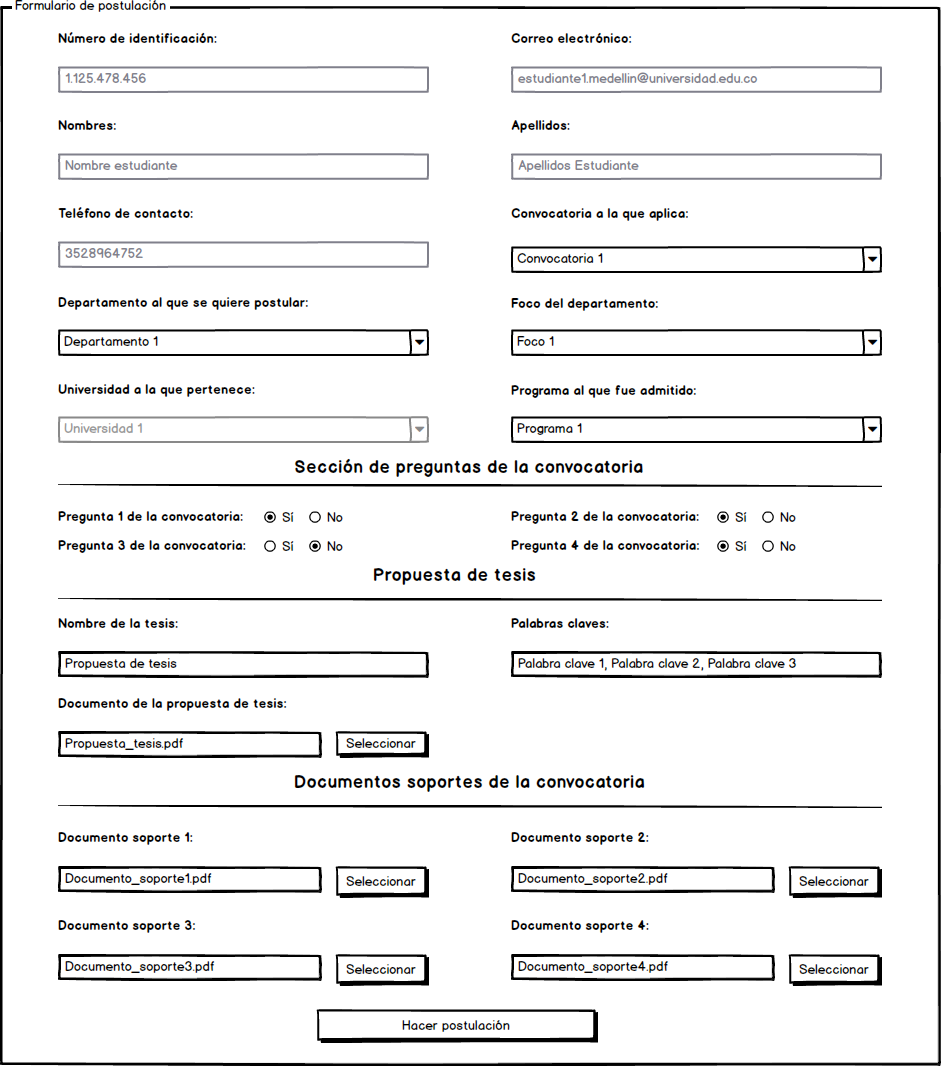 Formulario de postulación
Número de identificación: Correo electrónico:
1.125.478.456 estudiante1.medellin@universidad.edu.co
Nombres: Apellidos:
Nombre estudiante Apellidos Estudiante
Teléfono de contacto: Convocatoria a la que aplica:
3528964752 Convocatoria 1
Departamento al que se quiere postular: Foco del departamento:
Departamento 1 Foco 1
Universidad a la que pertenece: Programa al que fue admitido:
Universidad 1 Programa 1
Sección de preguntas de la convocatoria
Pregunta 1 de la convocatoria: Sí No Pregunta 2 de la convocatoria: Sí No
Pregunta 3 de la convocatoria: Sí No Pregunta 4 de la convocatoria: Sí No
Propuesta de tesis
Nombre de la tesis: Palabras claves:
Propuesta de tesis Palabra clave 1, Palabra clave 2, Palabra clave 3
Documento de la propuesta de tesis:
Propuesta_tesis.pdf Seleccionar
Documentos soportes de la convocatoria
Documento soporte 1: Documento soporte 2:
Documento_soporte1.pdf Seleccionar Documento_soporte2.pdf Seleccionar
Documento soporte 3: Documento soporte 4:
Documento_soporte3.pdf Seleccionar Documento_soporte4.pdf Seleccionar
Hacer postulación